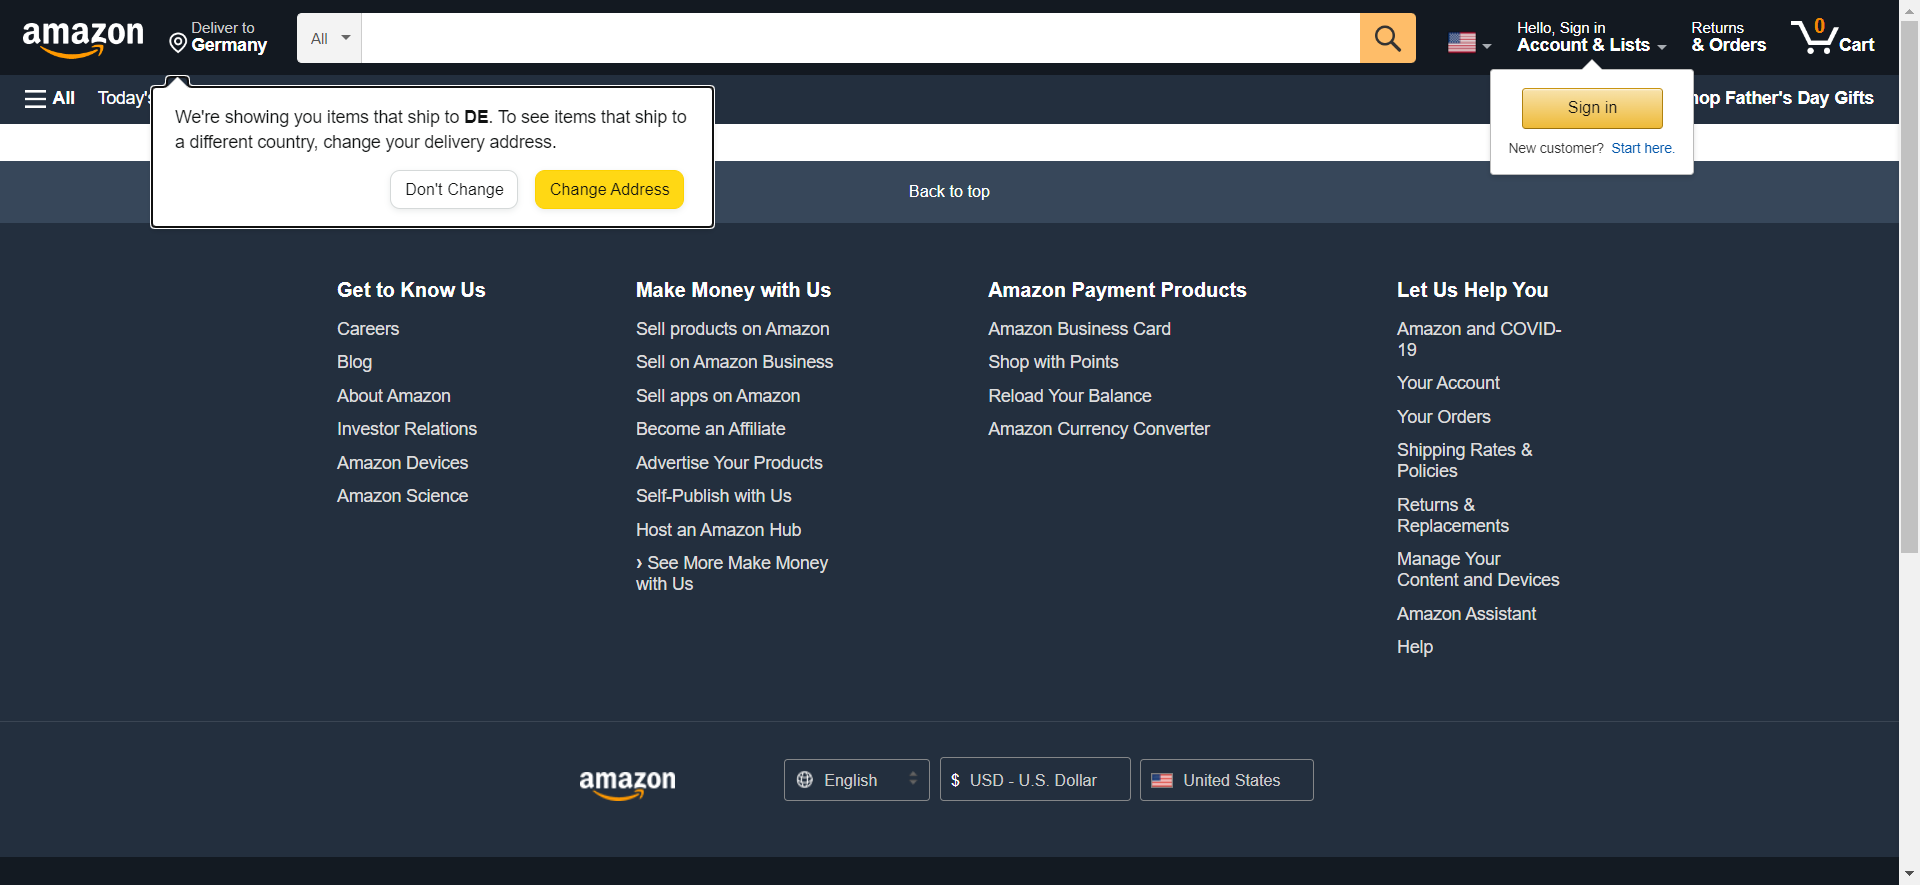 amazon
Deliver to
Germany
All
Hello, Sign in
Account & Lists
Returns
& Orders
0
Cart
All
Today's
Father's Day Gifts
We're showing you items that ship to DE. To see items that ship to
a different country, change your delivery address.
Don't Change
Change Address
Sign in
New customer? Start here.
Back to top
Get to Know Us
Careers
Blog
About Amazon
Investor Relations
Amazon Devices
Amazon Science
Make Money with Us
Sell products on Amazon
Sell on Amazon Business
Sell apps on Amazon
Become an Affiliate
Advertise Your Products
Self-Publish with Us
Host an Amazon Hub
› See More Make Money
with Us
Amazon Payment Products
Amazon Business Card
Shop with Points
Reload Your Balance
Amazon Currency Converter
Let Us Help You
Amazon and COVID-
19
Your Account
Your Orders
Shipping Rates &
Policies
Returns &
Replacements
Manage Your
Content and Devices
Amazon Assistant
Help
amazon
English
$ USD - U.S. Dollar
United States